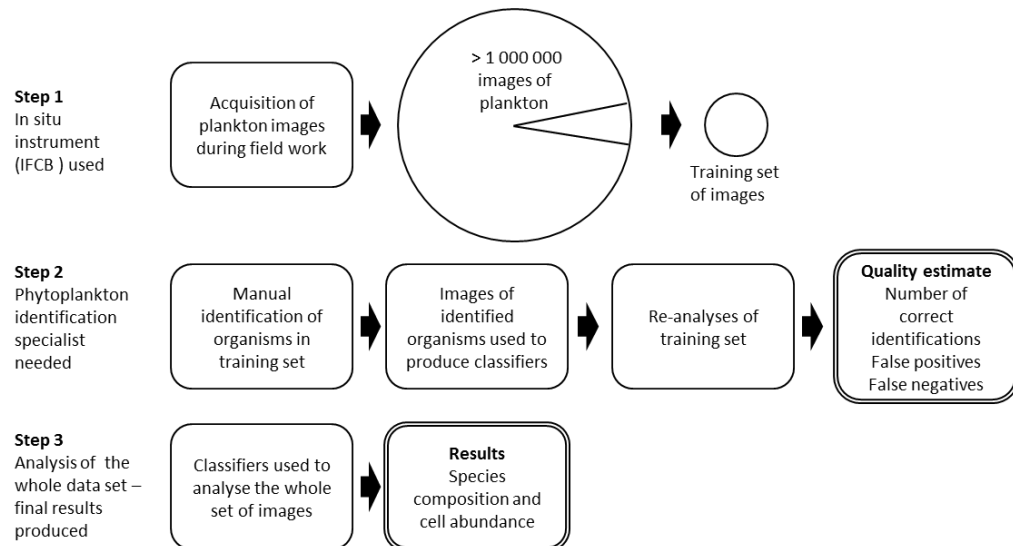 Step 1
In situ
instrument
(IFCB ) used
Acquisition of
plankton images
during field work
> 1 000 000
images of
plankton
Training set
of images
Step 2
Phytoplankton
identification
specialist
needed
Manual
identification of
organisms in
training set
Images of
identified
organisms used to
produce classifiers
Re-analyses of
training set
Quality estimate
Number of
correct
identifications
False positives
False negatives
Step 3
Analysis of the
whole data set –
final results
produced
Classifiers used to
analyse the whole
set of images
Results
Species
composition and
cell abundance